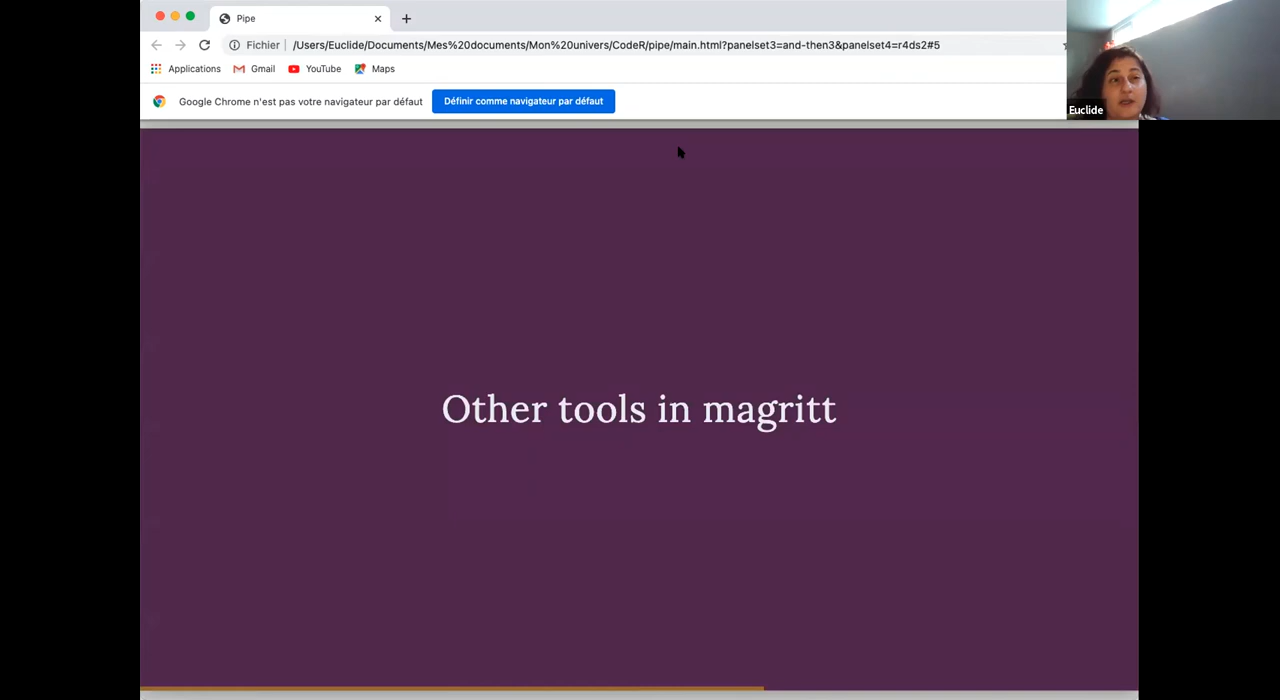 Pipe
Fichier
/Users/Euclide/Documents/Mes%20documents/Mon%20univers/CodeR/pipe/main.html?panelset3=and-then3&panelset4=r4ds2#5
Applications
Gmail
YouTube
Maps
Google Chrome n'est pas votre navigateur par défaut
Définir comme navigateur par défaut
Euclide
Other tools in magritt